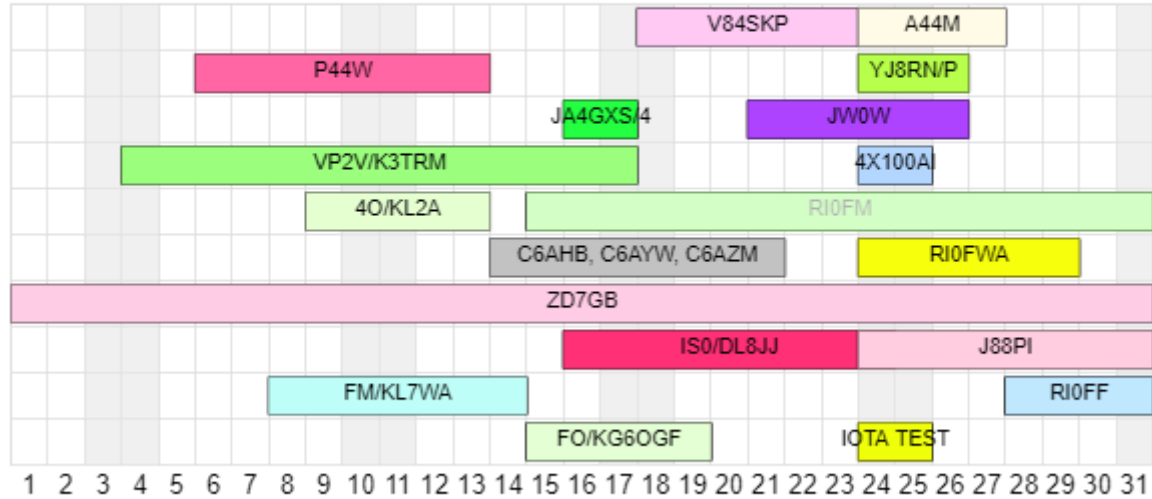 V84SKP A44M
P44W YJ8RN/P
JA4GXS/4 JW0W
VP2V/K3TRM 4X100AI
4O/KL2A RI0FM
C6AHB, C6AYW, C6AZM RI0FWA
ZD7GB
IS0/DL8JJ J88PI
FM/KL7WA RI0FF
FO/KG6OGF IOTA TEST
1 2 3 4 5 6 7 8 9 10 11 12 13 14 15 16 17 18 19 20 21 22 23 24 25 26 27 28 29 30 31